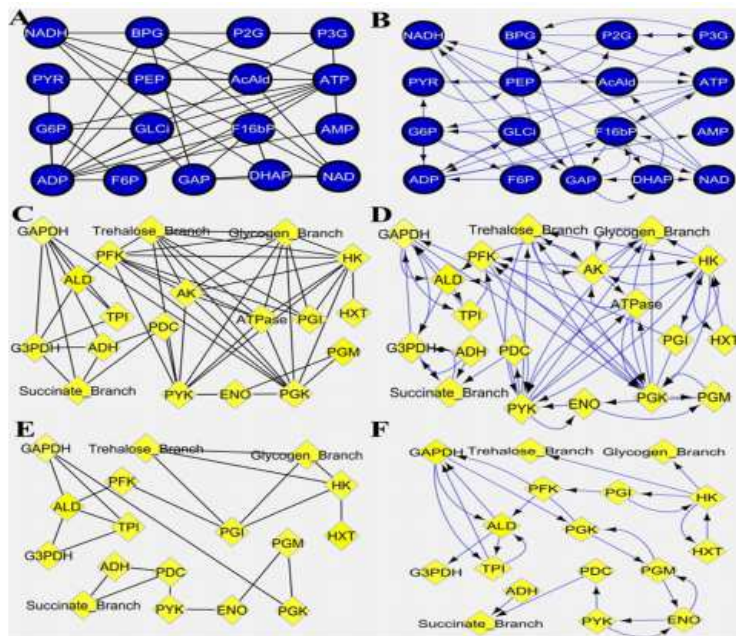 A
NADH BPG P2G P3G
PYR PEP AcAld ATP
G6P GLCi F16bP AMP
ADP F6P GAP DHAP NAD
B
NADH BPG P2G P3G
PYR PEP AcAld ATP
G6P GLCi F16bP AMP
ADP F6P GAP DHAP NAD
C
GAPDH Trehalose_Branch Glycogen_Branch
PFK HK
ALD AK
TPI PDC ATPase PGI HXT
G3PDH ADH PGM
Succinate_Branch PYK ENO PGK
D
GAPDH Trehalose_Branch Glycogen_Branch
PFK AK HK
ALD ATPase
TPI PGI HXT
G3PDH ADH PDC
Succinate_Branch PYK ENO PGK PGM
E
GAPDH Trehalose_Branch Glycogen_Branch
PFK HK
ALD TPI PGI HXT
G3PDH ADH PDC PGM
Succinate_Branch PYK ENO PGK
F
GAPDH Trehalose_Branch Glycogen_Branch
PFK PGI HK
ALD PGK HXT
G3PDH TPI PDC PGM
ADH
Succinate_Branch PYK ENO